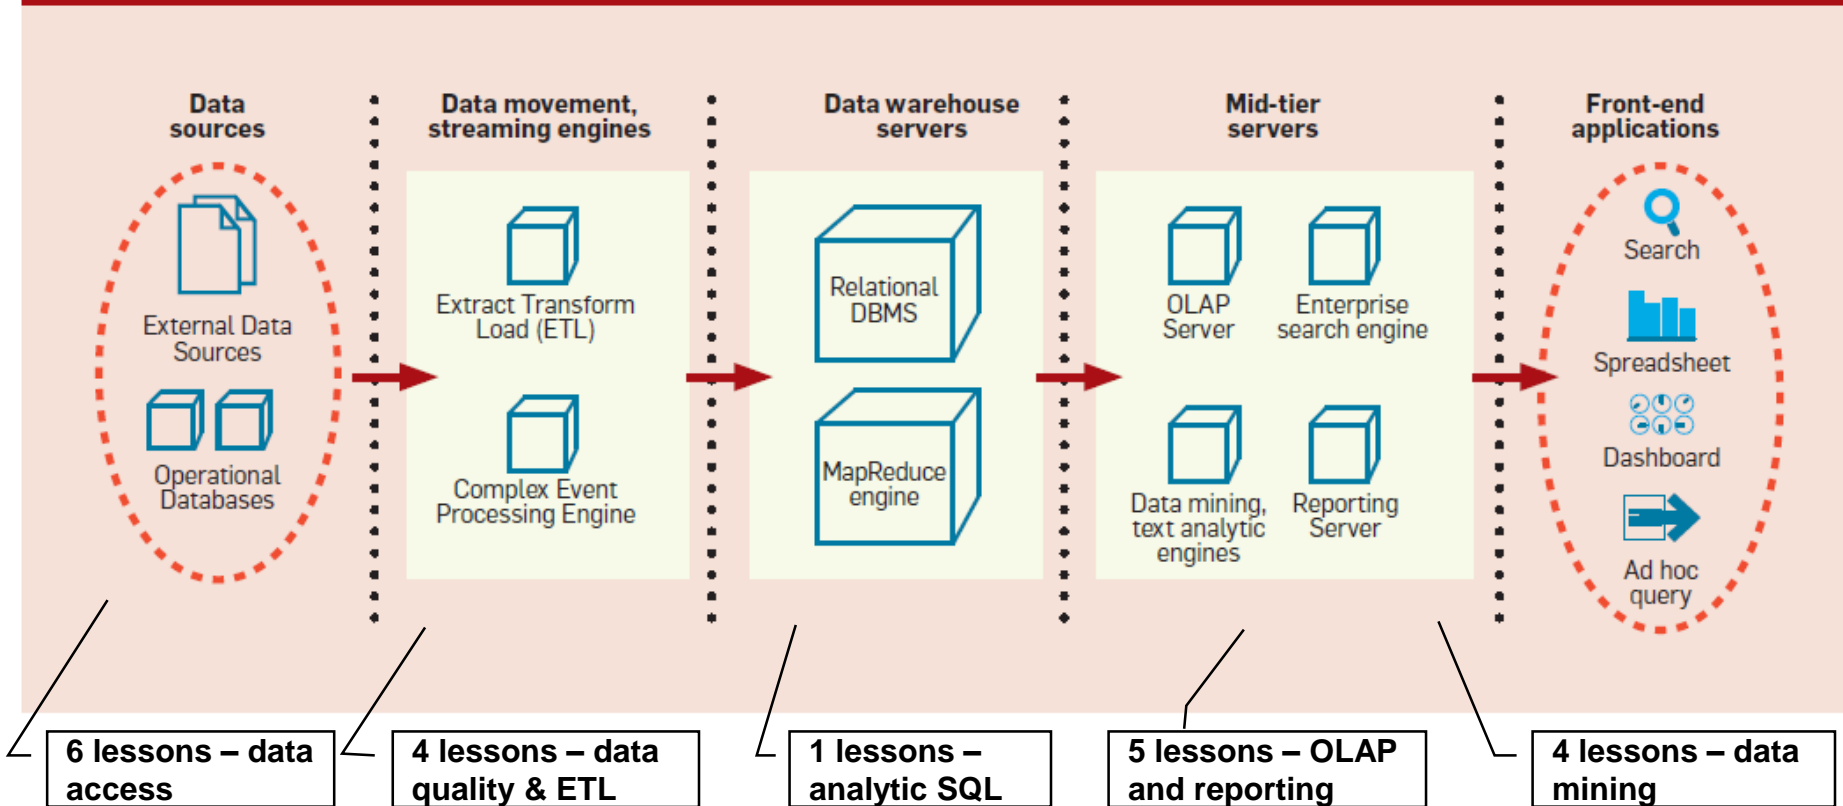 Data
sources
Data movement,
streaming engines
Data warehouse
servers
Mid-tier
servers
Front-end
applications
External Data
Sources
Operational
Databases
Extract Transform
Load (ETL)
Complex Event
Processing Engine
Relational
DBMS
MapReduce
engine
OLAP
Server
Enterprise
search engine
Data mining,
text analytic
engines
Reporting
Server
Search
Spreadsheet
Dashboard
Ad hoc
query
6 lessons – data
access
4 lessons – data
quality & ETL
1 lessons –
analytic SQL
5 lessons – OLAP
and reporting
4 lessons – data
mining